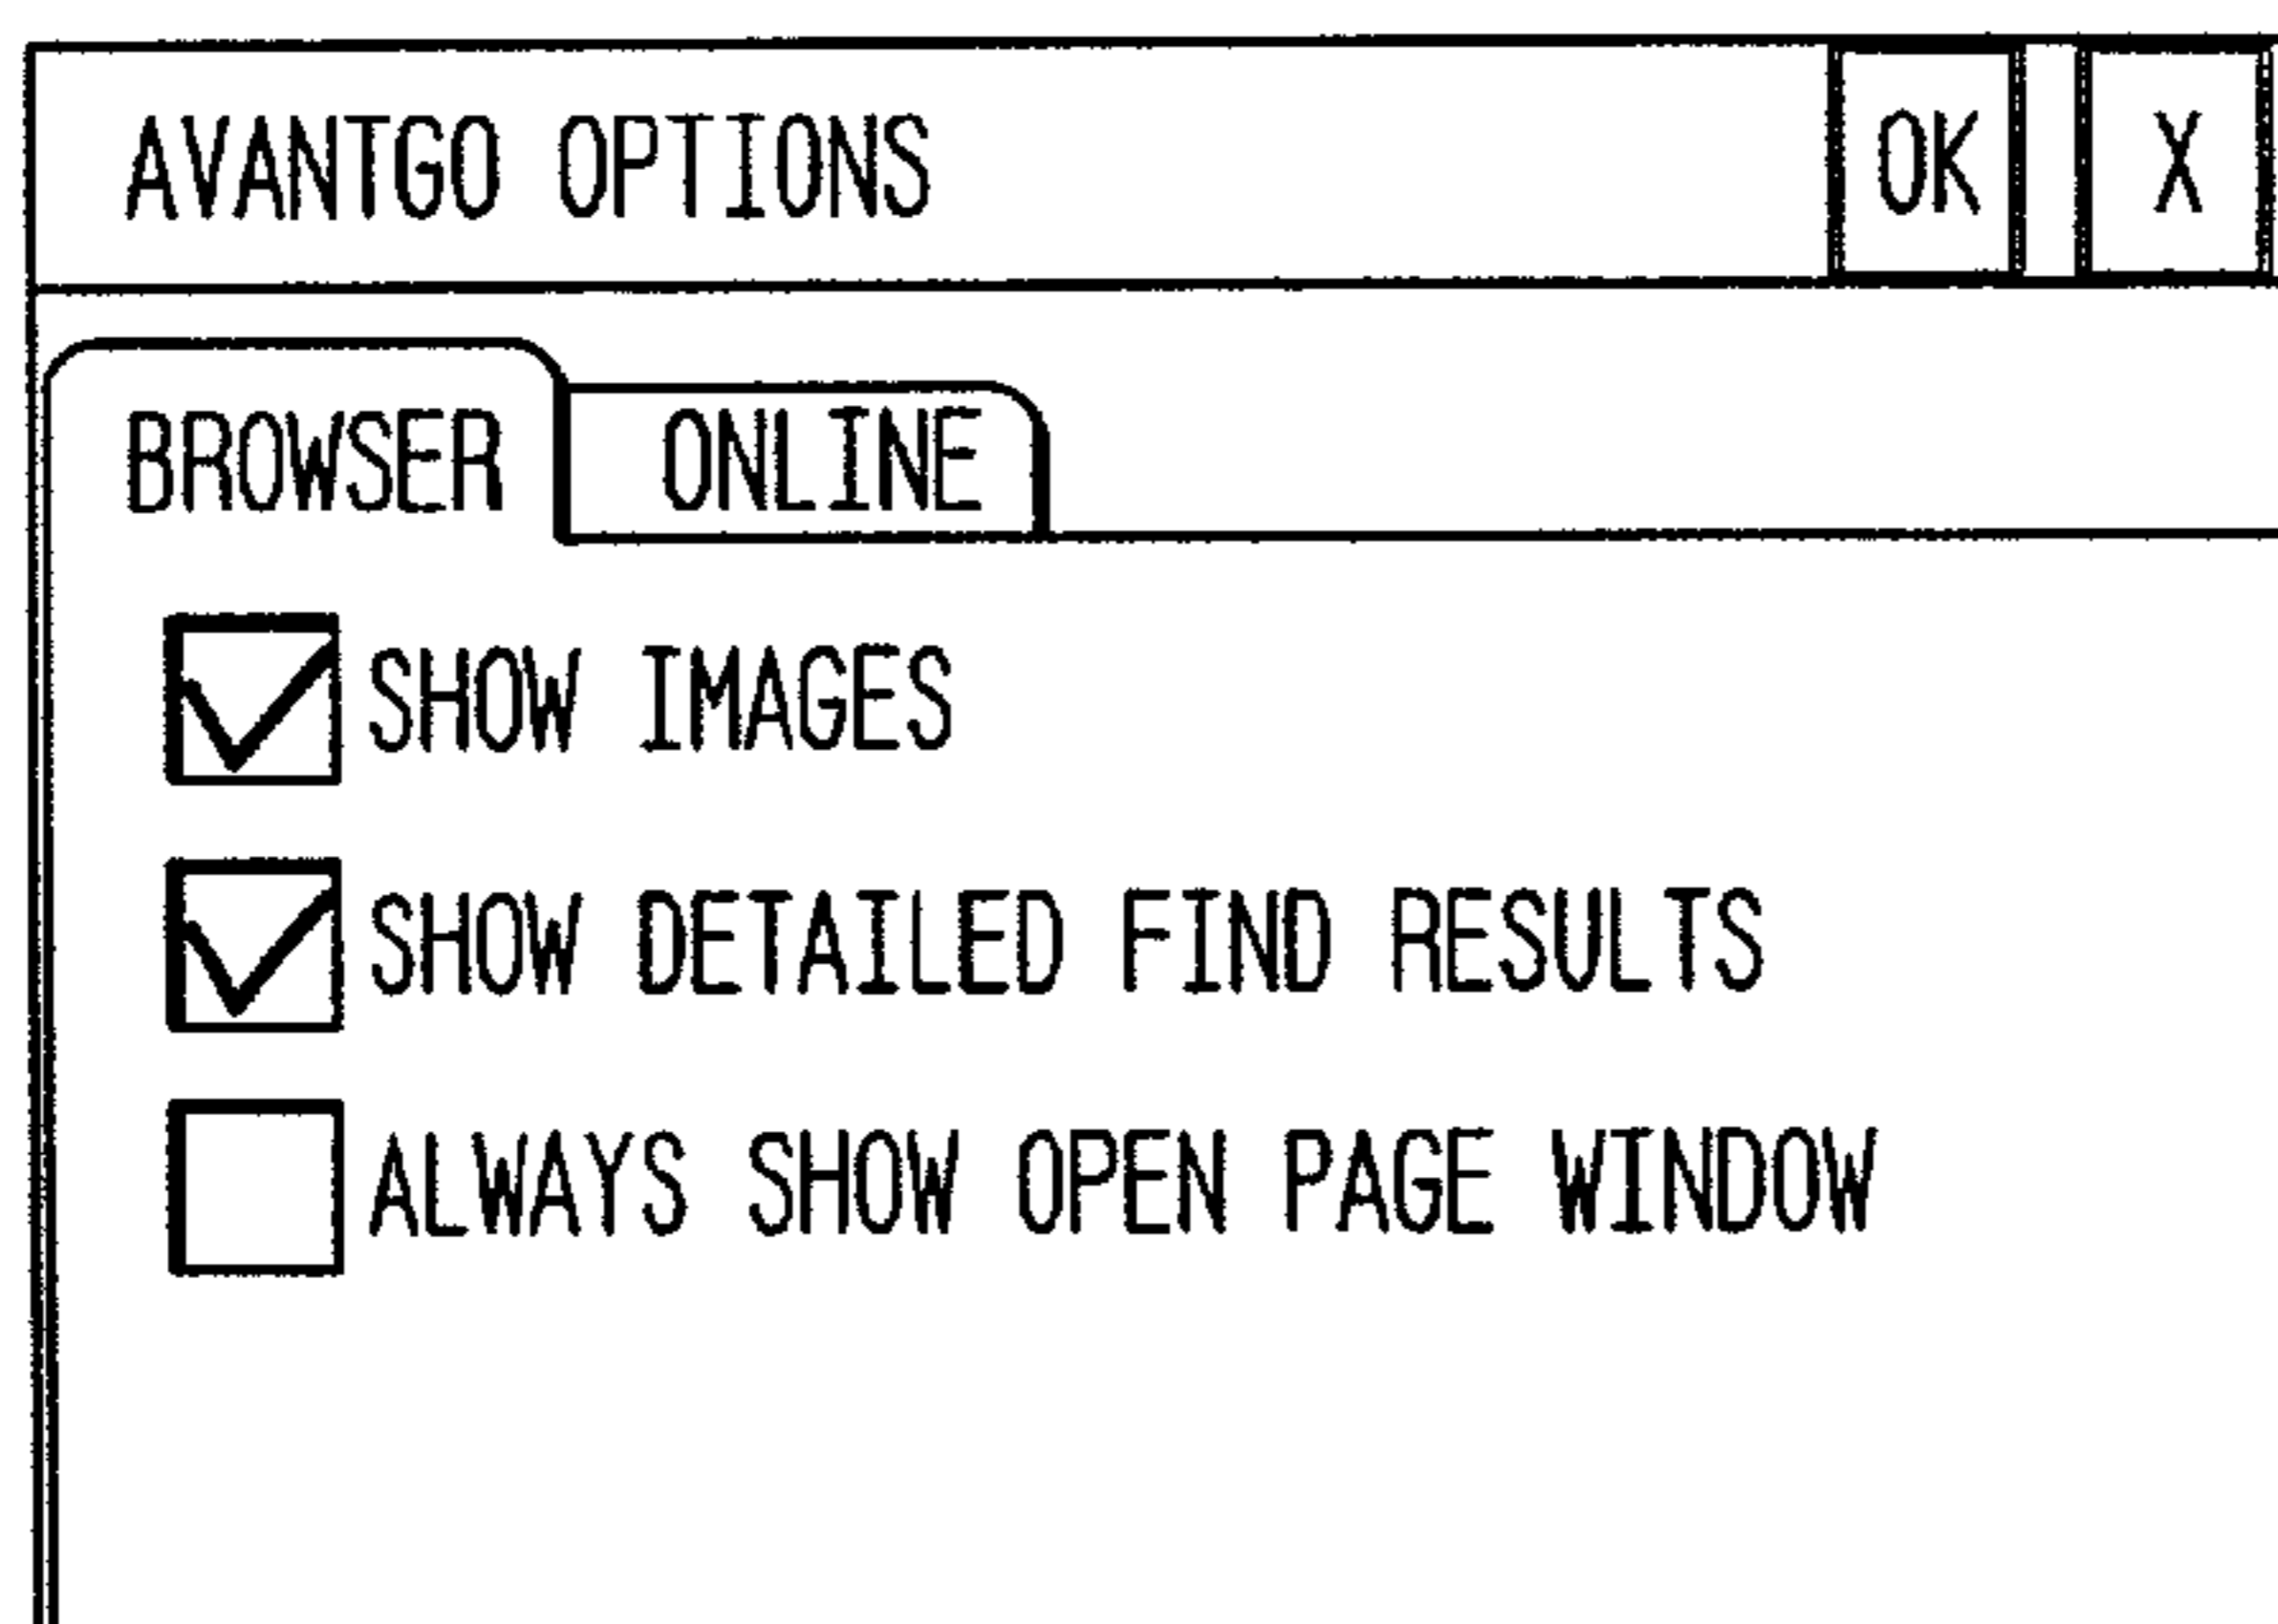 AVANTGO OPTIONS OK X
BROWSER ONLINE
SHOW IMAGES
SHOW DETAILED FIND RESULTS
ALWAYS SHOW OPEN PAGE WINDOW